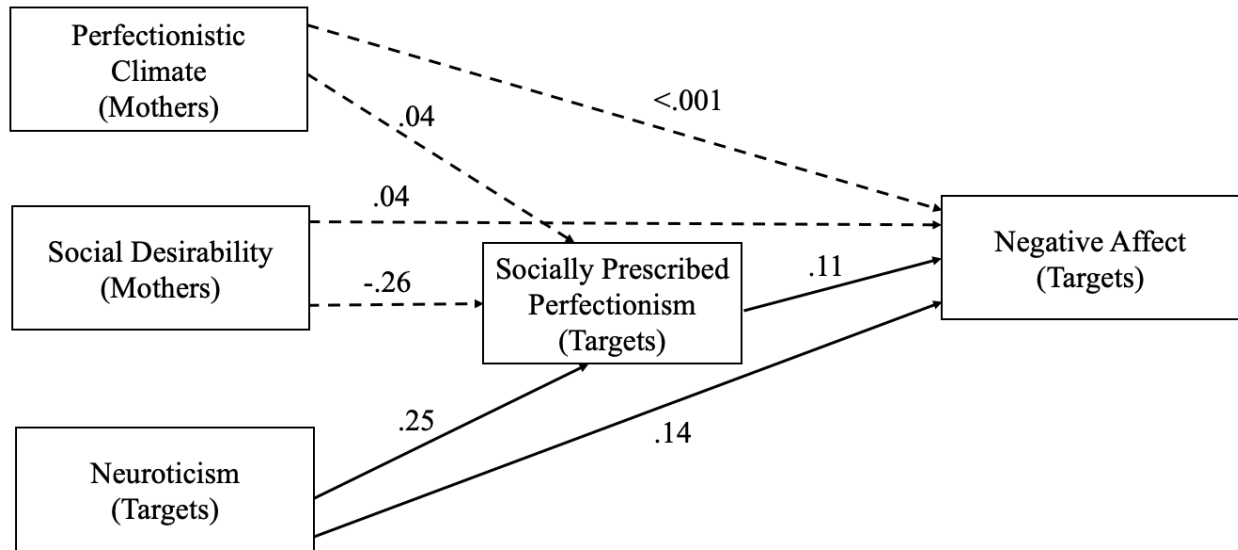 Perfectionistic
Climate
(Mothers)
<.001
.04
.04
Social Desirability
(Mothers)
-.26
Socially Prescribed
Perfectionism
(Targets)
.11
Negative Affect
(Targets)
.25
.14
Neuroticism
(Targets)